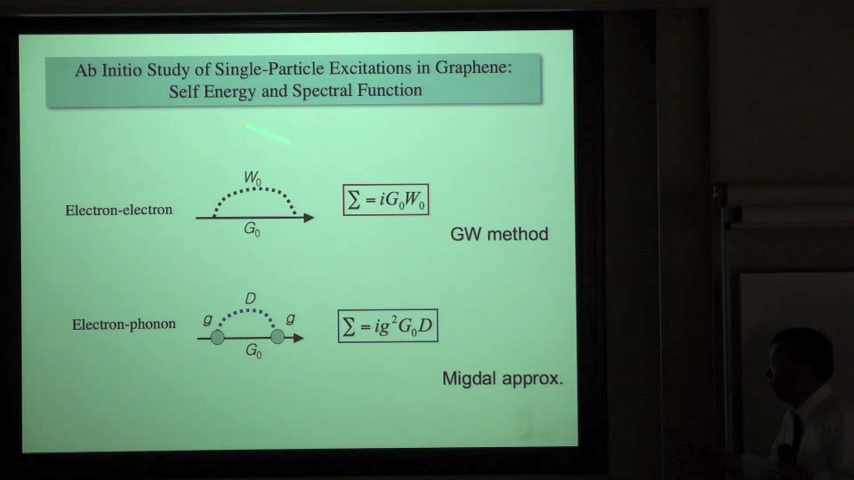 Ab Initio Study of Single-Particle Excitations in Graphene:
Self Energy and Spectral Function
W₀
Electron-electron
∑ = iG₀W₀
G₀
GW method
D
g
g
Electron-phonon
∑ = ig²G₀D
G₀
Migdal approx.